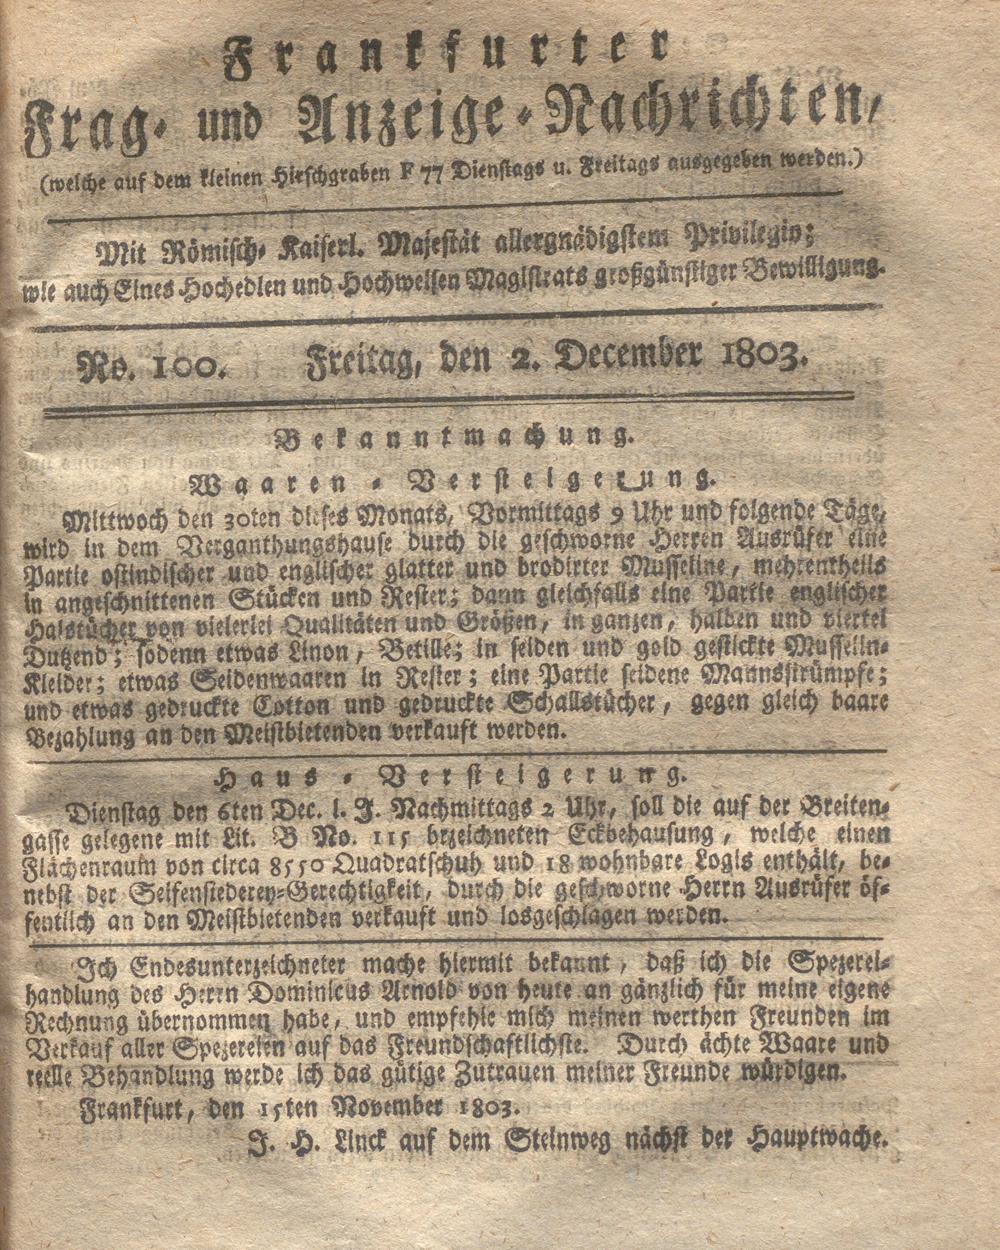 Frankfurter
Frag- und Anzeige-Nachrichten,
(welche auf dem kleinen Hirschgraben F 77 Dienstags u. Freitags ausgegeben werden.)
Mit Römisch- Kaiserl. Majestät allergnädigstem Privilegio;
wie auch Eines Hochedlen und Hochweisen Magistrats großgünstiger Bewilligung.
No. 100. Freitag, den 2. December 1803.
Bekanntmachung.
Waaren-Versteigerung.
Mittwoch den 30ten dieses Monats, Vormittags 9 Uhr und folgende Täge,
wird in dem Verganthungshause durch die geschworne Herren Ausrüfer eine
Partie ostindischer und englischer glatter und brodirter Musseline, mehrentheils
in angeschnittenen Stücken und Rester; dann gleichfalls eine Partie englischer
Halstücher von vielerlei Qualitäten und Größen, in ganzen, halben und viertel
Dutzend; sodenn etwas Linon, Betille; in seiden und gold gestickte Musselin-
Kleider; etwas Seidenwaaren in Rester; eine Partie seidene Mannsstrümpfe;
und etwas gedruckte Cotton und gedruckte Schallstücher, gegen gleich baare
Bezahlung an den Meistbietenden verkauft werden.
Haus-Versteigerung.
Dienstag den 6ten Dec. l. J. Nachmittags 2 Uhr, soll die auf der Breiten-
gasse gelegene mit Lit. B No. 115 brzeichneten Eckbehausung, welche einen
Flächenraum von circa 8550 Quadratschuh und 18 wohnbare Logis enthält, be-
nebst der Seifensiederey-Gerechtigkeit, durch die geschworne Herrn Ausrüfer öf-
fentlich an den Meistbietenden verkauft und losgeschlagen werden.
Ich Endesunterzeichneter mache hiermit bekannt, daß ich die Spezerei-
handlung des Herrn Dominicus Arnold von heute an gänzlich für meine eigene
Rechnung übernommen habe, und empfehle mich meinen werthen Freunden im
Verkauf aller Spezereien auf das Freundschaftlichste. Durch ächte Waare und
reelle Behandlung werde ich das gütige Zutrauen meiner Freunde würdigen.
Frankfurt, den 15ten November 1803.
J. H. Linck auf dem Steinweg nächst der Hauptwache.